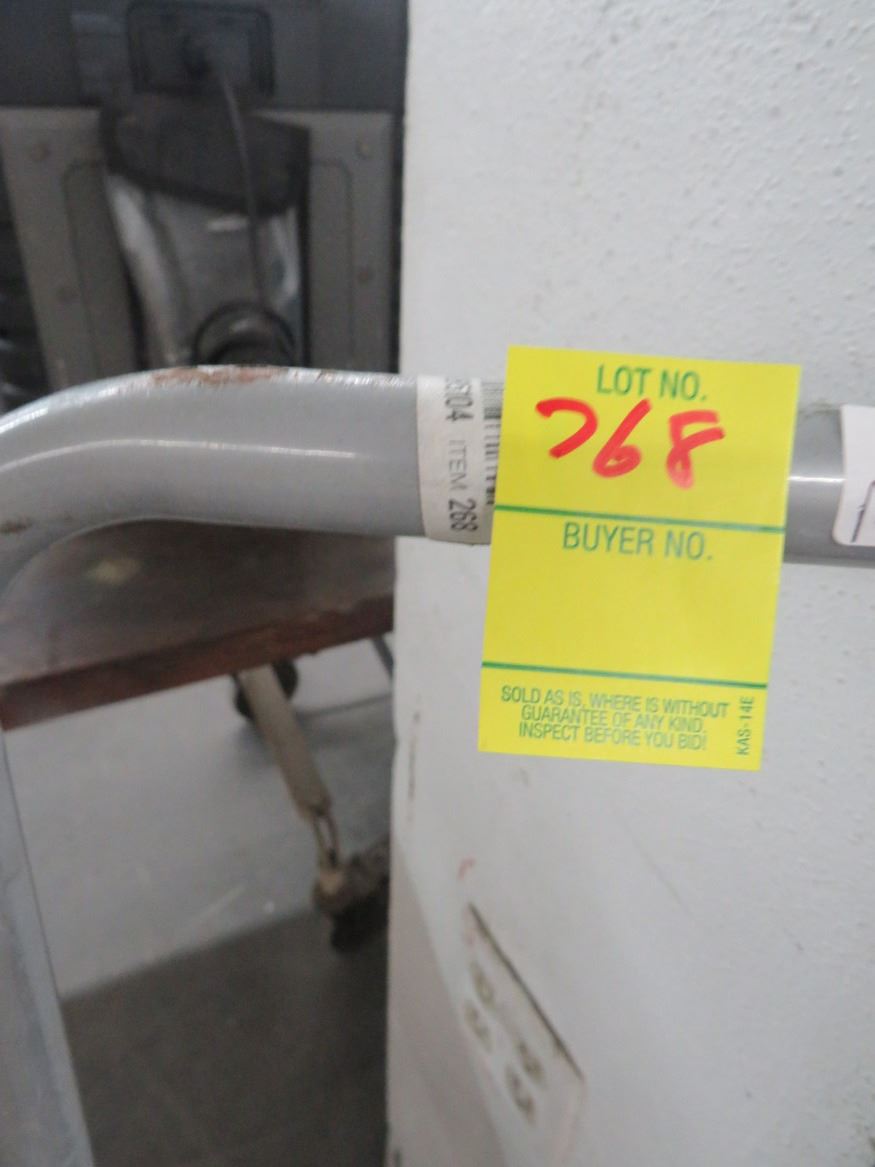 LOT NO.
768
BUYER NO.
SOLD AS IS, WHERE IS WITHOUT
GUARANTEE OF ANY KIND.
INSPECT BEFORE YOU BID!
KAS-14E
ITEM 268